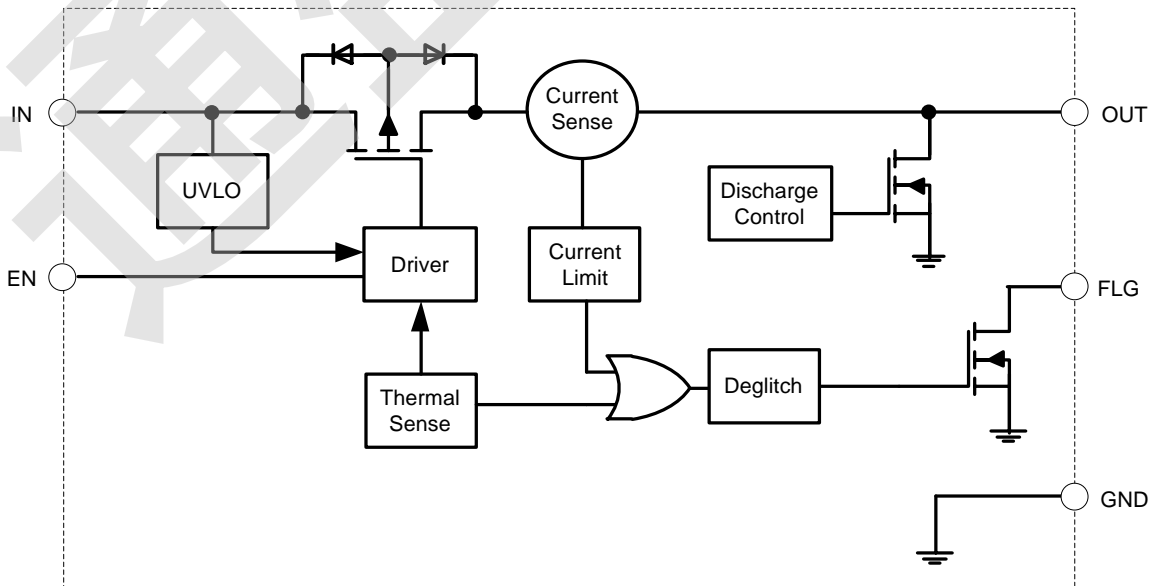 IN
Current
Sense
OUT
UVLO
Discharge
Control
EN
Driver
Current
Limit
FLG
Thermal
Sense
Deglitch
GND